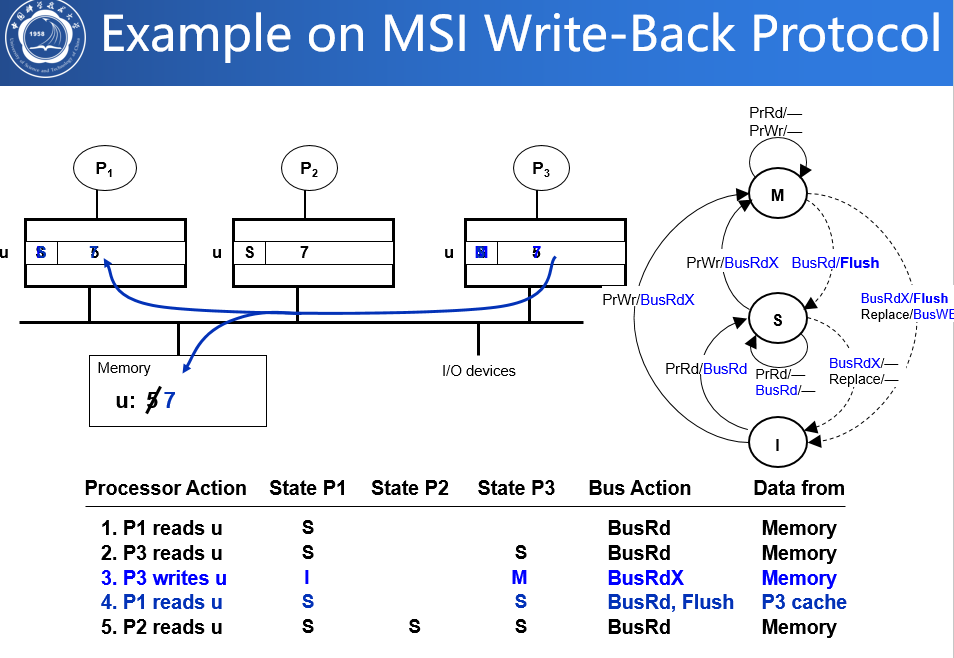 Example on MSI Write-Back Protocol
1958
PrRd/—
PrWr/—
P1
P2
P3
M
u
u S 7
u
PrWr/BusRdX
BusRd/Flush
PrWr/BusRdX
BusRdX/Flush
Replace/BusWB
S
Memory
u: 5 7
I/O devices
PrRd/BusRd
PrRd/—
BusRd/—
BusRdX/—
Replace/—
I
Processor Action State P1 State P2 State P3 Bus Action Data from
1. P1 reads u S BusRd Memory
2. P3 reads u S S BusRd Memory
3. P3 writes u I M BusRdX Memory
4. P1 reads u S S BusRd, Flush P3 cache
5. P2 reads u S S S BusRd Memory